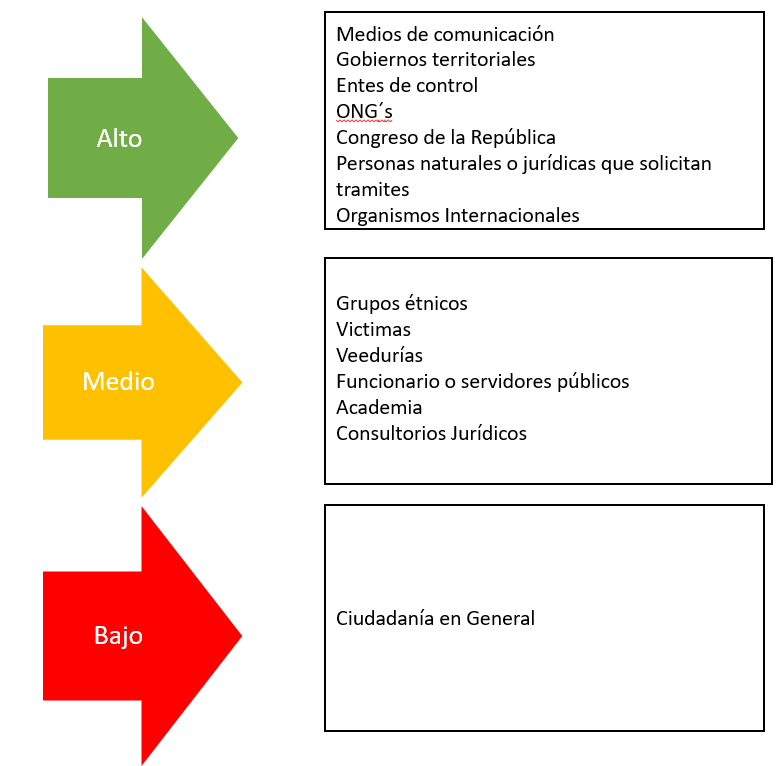 Alto
Medios de comunicación
Gobiernos territoriales
Entes de control
ONG´s
Congreso de la República
Personas naturales o jurídicas que solicitan
tramites
Organismos Internacionales
Medio
Grupos étnicos
Victimas
Veedurías
Funcionario o servidores públicos
Academia
Consultorios Jurídicos
Bajo
Ciudadanía en General